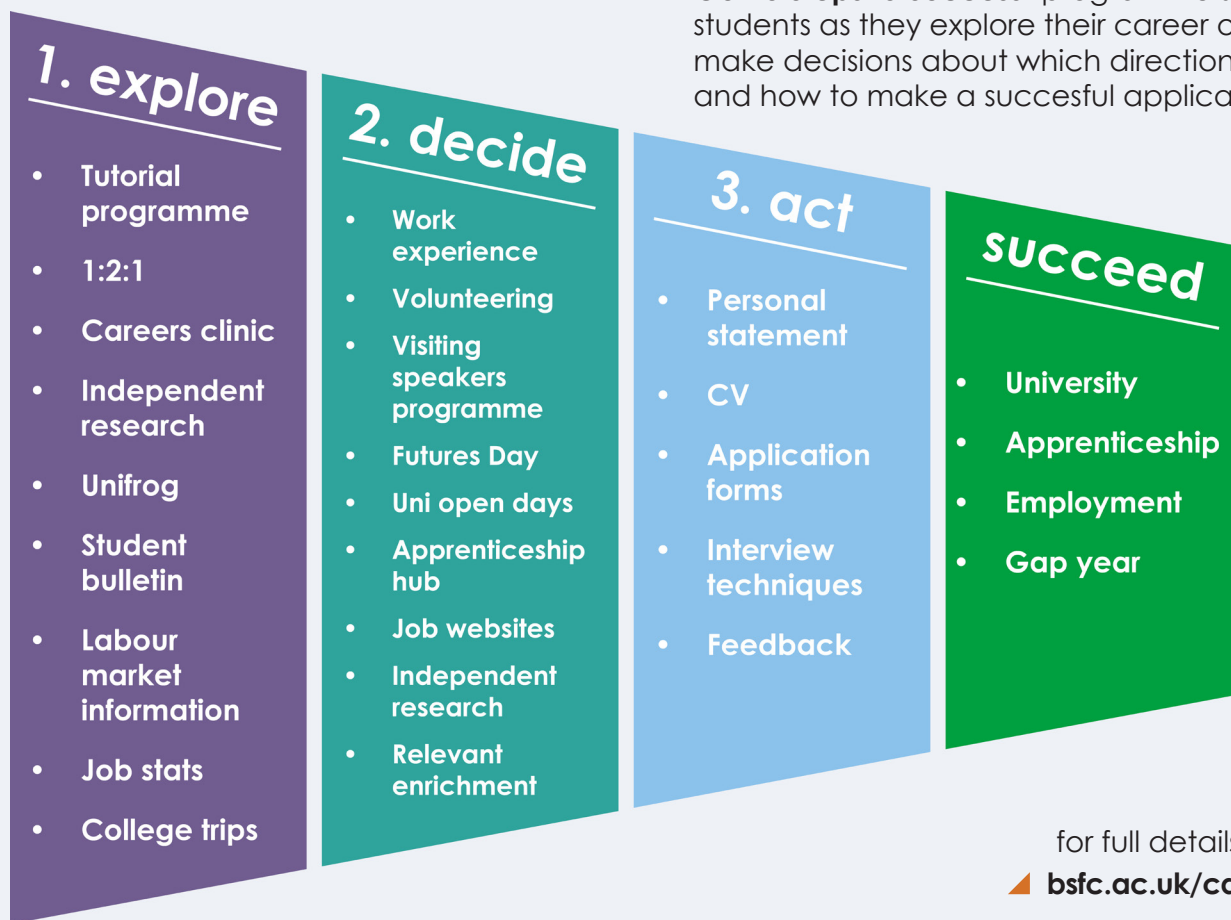 students as they explore their career
make decisions about which direction
and how to make a succesful
1. explore
• Tutorial
programme
• 1:2:1
• Careers clinic
• Independent
research
• Unifrog
• Student
bulletin
• Labour
market
information
• Job stats
• College trips
2. decide
• Work
experience
• Volunteering
• Visiting
speakers
programme
• Futures Day
• Uni open days
• Apprenticeship
hub
• Job websites
• Independent
research
• Relevant
enrichment
3. act
• Personal
statement
• CV
• Application
forms
• Interview
techniques
• Feedback
succeed
• University
• Apprenticeship
• Employment
• Gap year
for full details
bsfc.ac.uk/